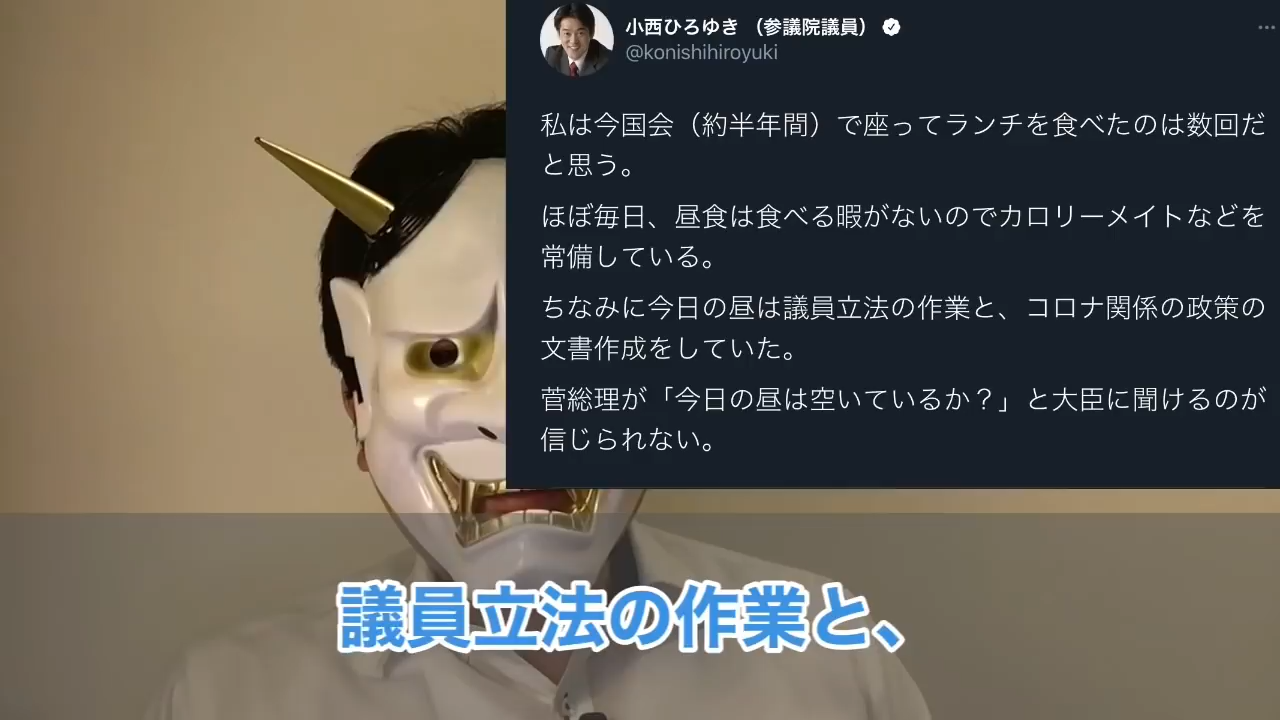 小西ひろゆき（参議院議員）
@konishihiroyuki
私は今国会（約半年間）で座ってランチを食べたのは数回だ
と思う。
ほぼ毎日、昼食は食べる暇がないのでカロリーメイトなどを
常備している。
ちなみに今日の昼は議員立法の作業と、コロナ関係の政策の
文書作成をしていた。
菅総理が「今日の昼は空いているか？」と大臣に聞けるのが
信じられない。
議員立法の作業と、